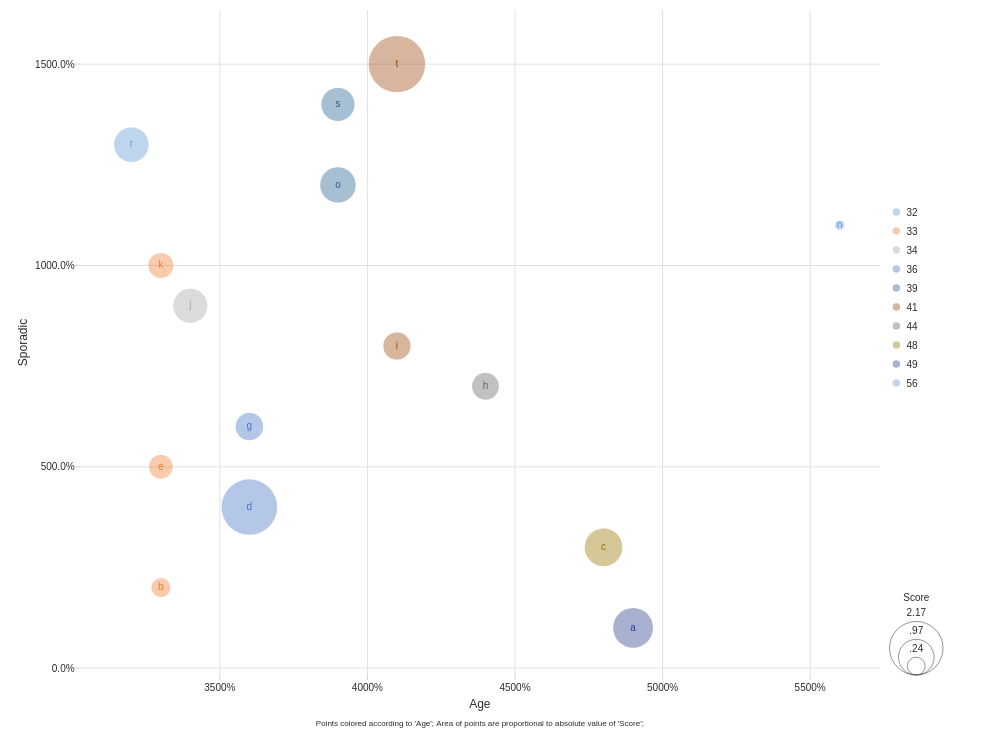 1500.0%
1000.0%
500.0%
0.0%
Sporadic
t
s
r
o
n
k
j
i
h
g
e
d
c
b
a
3500% 4000% 4500% 5000% 5500%
Age
32
33
34
36
39
41
44
48
49
56
Score
2.17
.97
.24
Points colored according to 'Age'; Area of points are proportional to absolute value of 'Score';